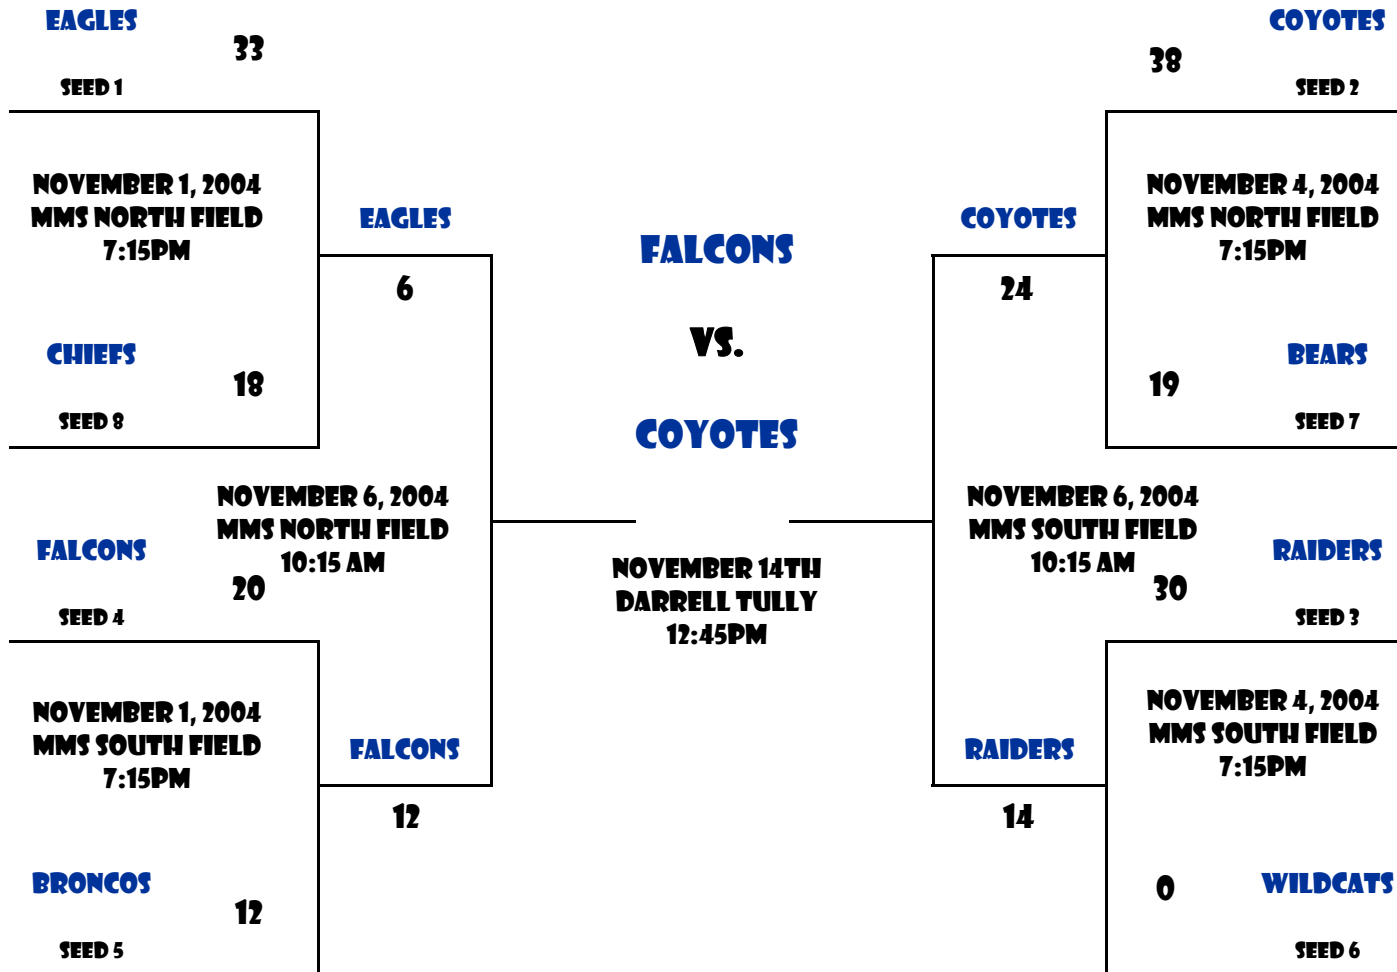 EAGLES
33
SEED 1
NOVEMBER 1, 2004
MMS NORTH FIELD
7:15PM
CHIEFS
18
SEED 8
EAGLES
6
NOVEMBER 6, 2004
MMS NORTH FIELD
10:15 AM
FALCONS
20
SEED 4
NOVEMBER 1, 2004
MMS SOUTH FIELD
7:15PM
FALCONS
12
BRONCOS
12
SEED 5
FALCONS
VS.
COYOTES
NOVEMBER 14TH
DARRELL TULLY
12:45PM
COYOTES
38
SEED 2
NOVEMBER 4, 2004
MMS NORTH FIELD
7:15PM
COYOTES
24
BEARS
19
SEED 7
NOVEMBER 6, 2004
MMS SOUTH FIELD
10:15 AM
RAIDERS
30
SEED 3
NOVEMBER 4, 2004
MMS SOUTH FIELD
7:15PM
RAIDERS
14
0
WILDCATS
SEED 6